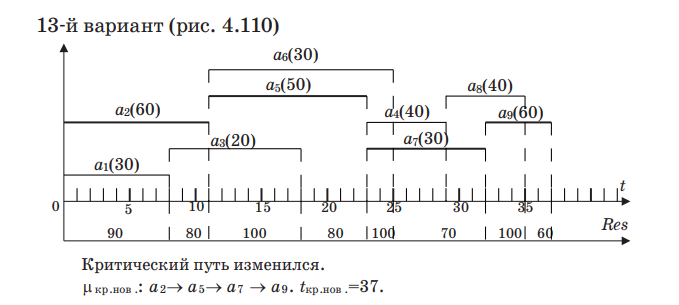 13-й вариант (рис. 4.110)
a6(30)
a5(50)
a8(40)
a2(60)
a4(40)
a9(60)
a3(20)
a7(30)
a1(30)
t
0
5
10
15
20
25
30
35
Res
90
80
100
80
100
70
100
60
Критический путь изменился.
μкр.нов.: a2→ a5→ a7 → a9. tкр.нов.=37.